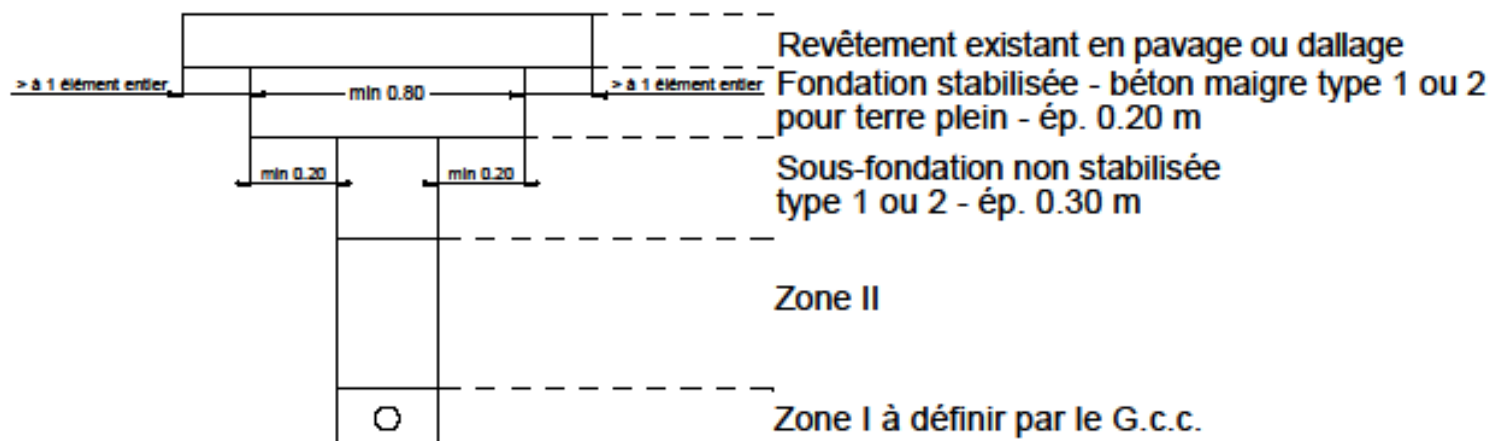 Revêtement existant en pavage ou dallage
> à 1 élément entier
min 0.80
> à 1 élément entier
Fondation stabilisée - béton maigre type 1 ou 2
pour terre plein - ép. 0.20 m
min 0.20
min 0.20
Sous-fondation non stabilisée
type 1 ou 2 - ép. 0.30 m
Zone II
Zone I à définir par le G.c.c.